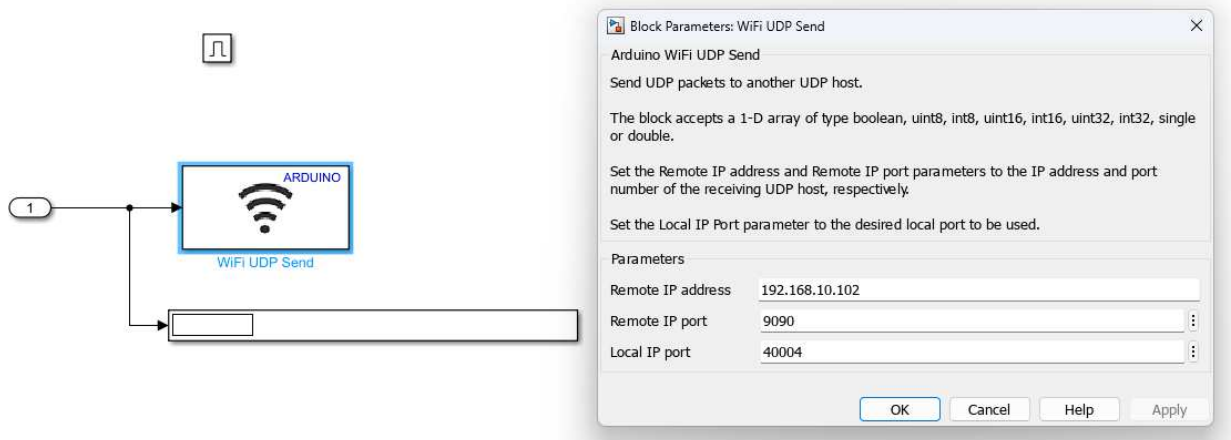 1
ARDUINO
WiFi UDP Send
Block Parameters: WiFi UDP Send
Arduino WiFi UDP Send
Send UDP packets to another UDP host.
The block accepts a 1-D array of type boolean, uint8, int8, uint16, int16, uint32, int32, single
or double.
Set the Remote IP address and Remote IP port parameters to the IP address and port
number of the receiving UDP host, respectively.
Set the Local IP Port parameter to the desired local port to be used.
Parameters
Remote IP address 192.168.10.102
Remote IP port 9090
Local IP port 40004
OK Cancel Help Apply